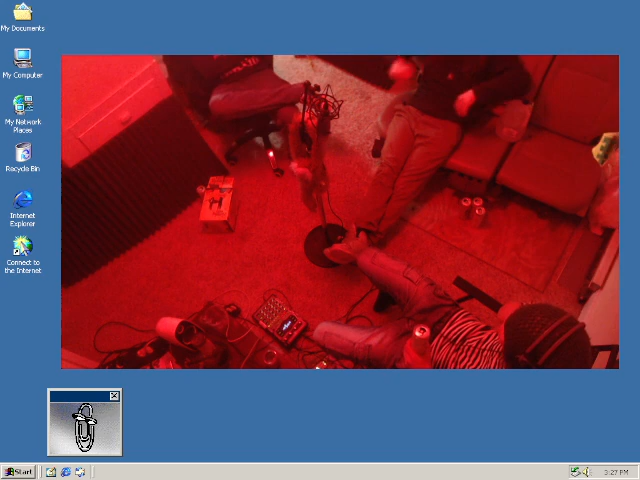 My Documents
My Computer
My Network
Places
Recycle Bin
Internet
Explorer
Connect to
the Internet
Start
3:27 PM